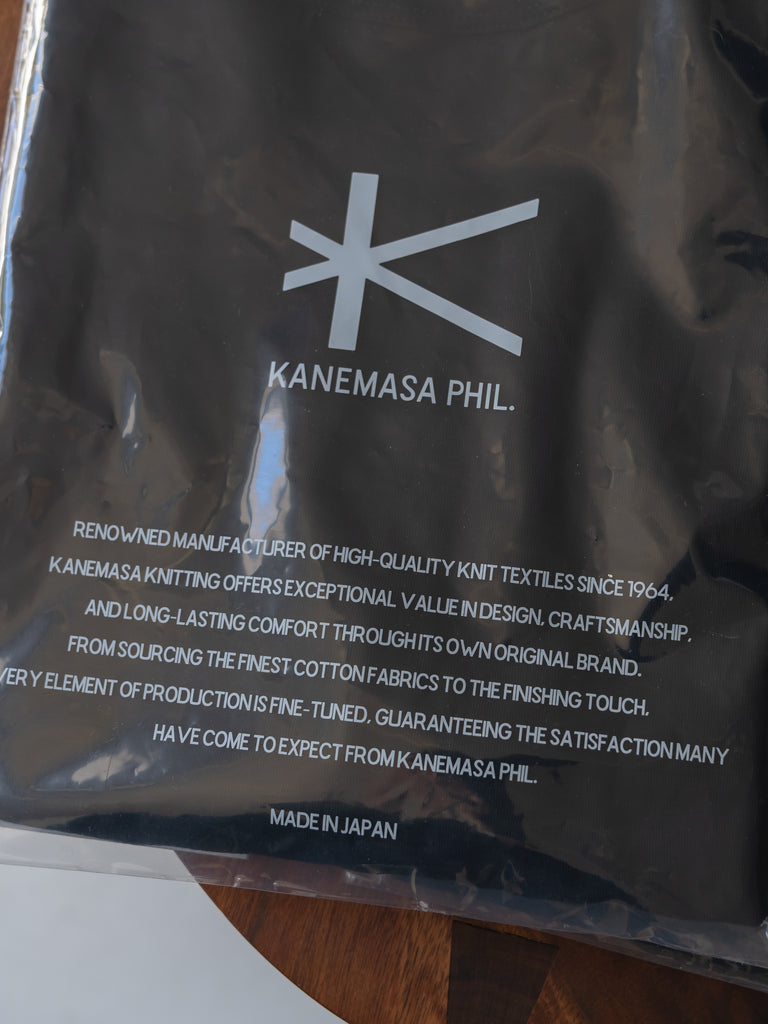 KANEMASA PHIL.
RENOWNED MANUFACTURER OF HIGH-QUALITY KNIT TEXTILES SINCE 1964,
KANEMASA KNITTING OFFERS EXCEPTIONAL VALUE IN DESIGN, CRAFTSMANSHIP,
AND LONG-LASTING COMFORT THROUGH ITS OWN ORIGINAL BRAND.
FROM SOURCING THE FINEST COTTON FABRICS TO THE FINISHING TOUCH,
VERY ELEMENT OF PRODUCTION IS FINE-TUNED, GUARANTEEING THE SATISFACTION MANY
HAVE COME TO EXPECT FROM KANEMASA PHIL.
MADE IN JAPAN